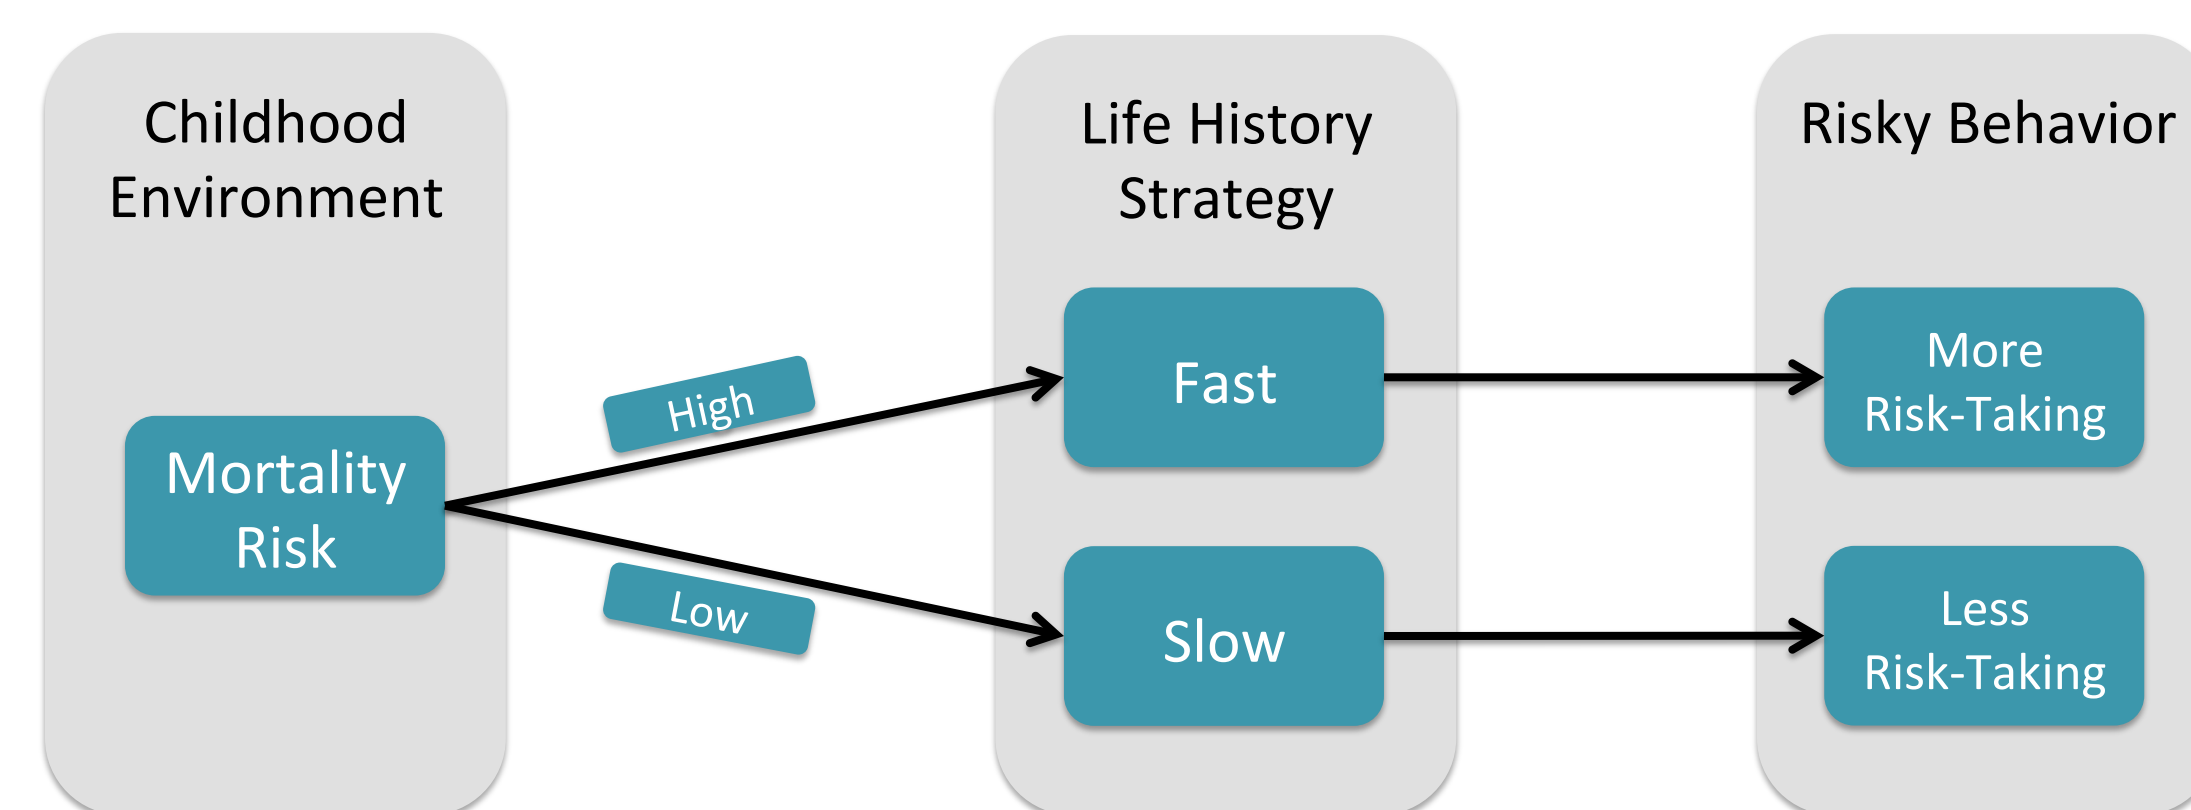 Childhood
Environment
Mortality
Risk
High
Low
Life History
Strategy
Fast
Slow
Risky Behavior
More
Risk-Taking
Less
Risk-Taking